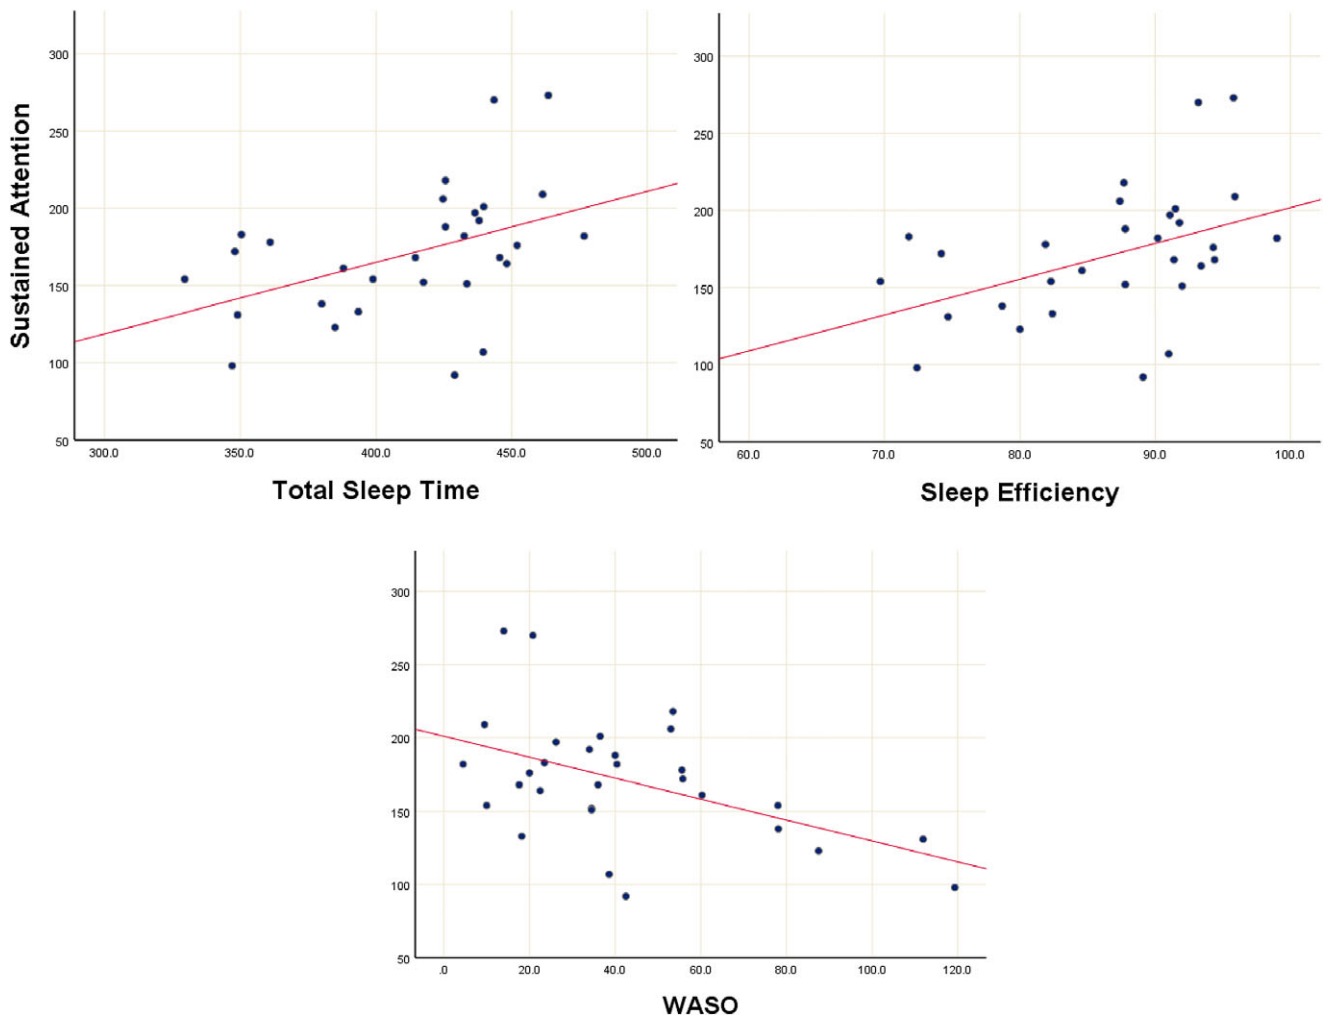 Sustained Attention
300
250
200
150
100
50
300.0 350.0 400.0 450.0 500.0
Total Sleep Time
300
250
200
150
100
50
60.0 70.0 80.0 90.0 100.0
Sleep Efficiency
300
250
200
150
100
50
.0 20.0 40.0 60.0 80.0 100.0 120.0
WASO